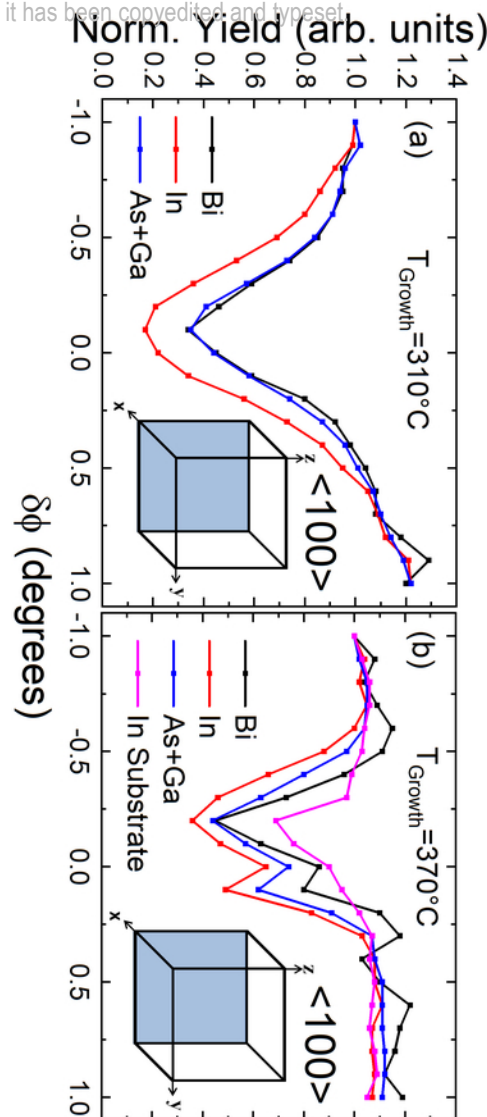 it has been copyedited and typeset.
Norm. Yield (arb. units)
0.0 0.2 0.4 0.6 0.8 1.0 1.2 1.4
(a)
T_Growth=310°C
Bi
In
As+Ga
<100>
x
y
z
-1.0 -0.5 0.0 0.5 1.0
(b)
T_Growth=370°C
Bi
In
As+Ga
In Substrate
<100>
x
y
z
-1.0 -0.5 0.0 0.5 1.0
δϕ (degrees)